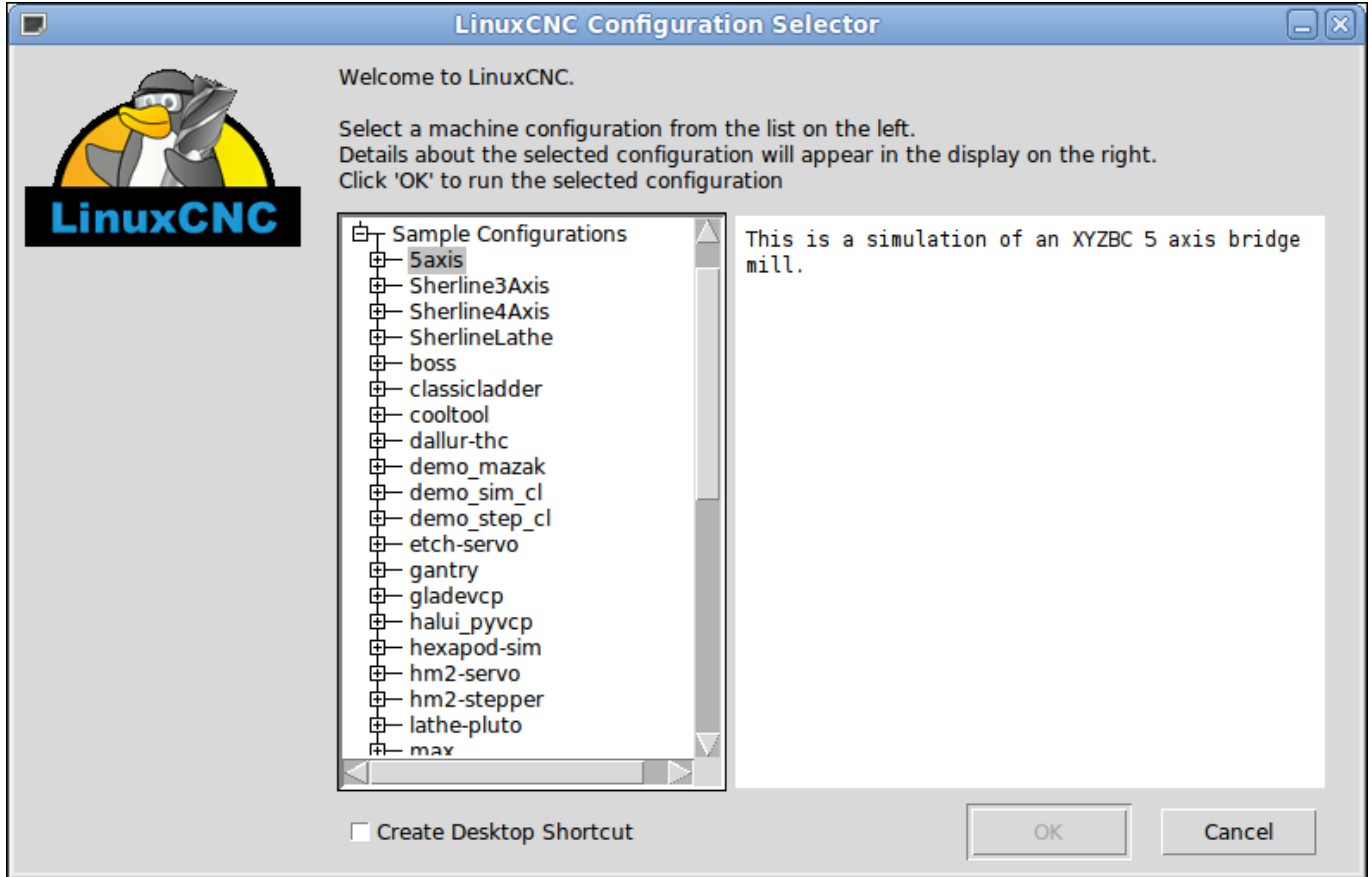 LinuxCNC Configuration Selector
LinuxCNC
Welcome to LinuxCNC.
Select a machine configuration from the list on the left.
Details about the selected configuration will appear in the display on the right.
Click 'OK' to run the selected configuration
Sample Configurations
5axis
Sherline3Axis
Sherline4Axis
SherlineLathe
boss
classicladder
cooltool
dallur-thc
demo_mazak
demo_sim_cl
demo_step_cl
etch-servo
gantry
gladevcp
halui_pyvcp
hexapod-sim
hm2-servo
hm2-stepper
lathe-pluto
max
This is a simulation of an XYZBC 5 axis bridge
mill.
Create Desktop Shortcut
OK
Cancel